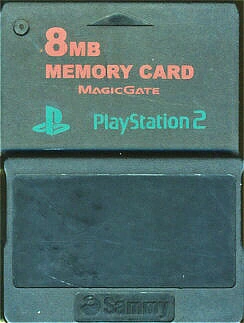 8MB
MEMORY CARD
MAGICGATE
PlayStation 2
Sammy